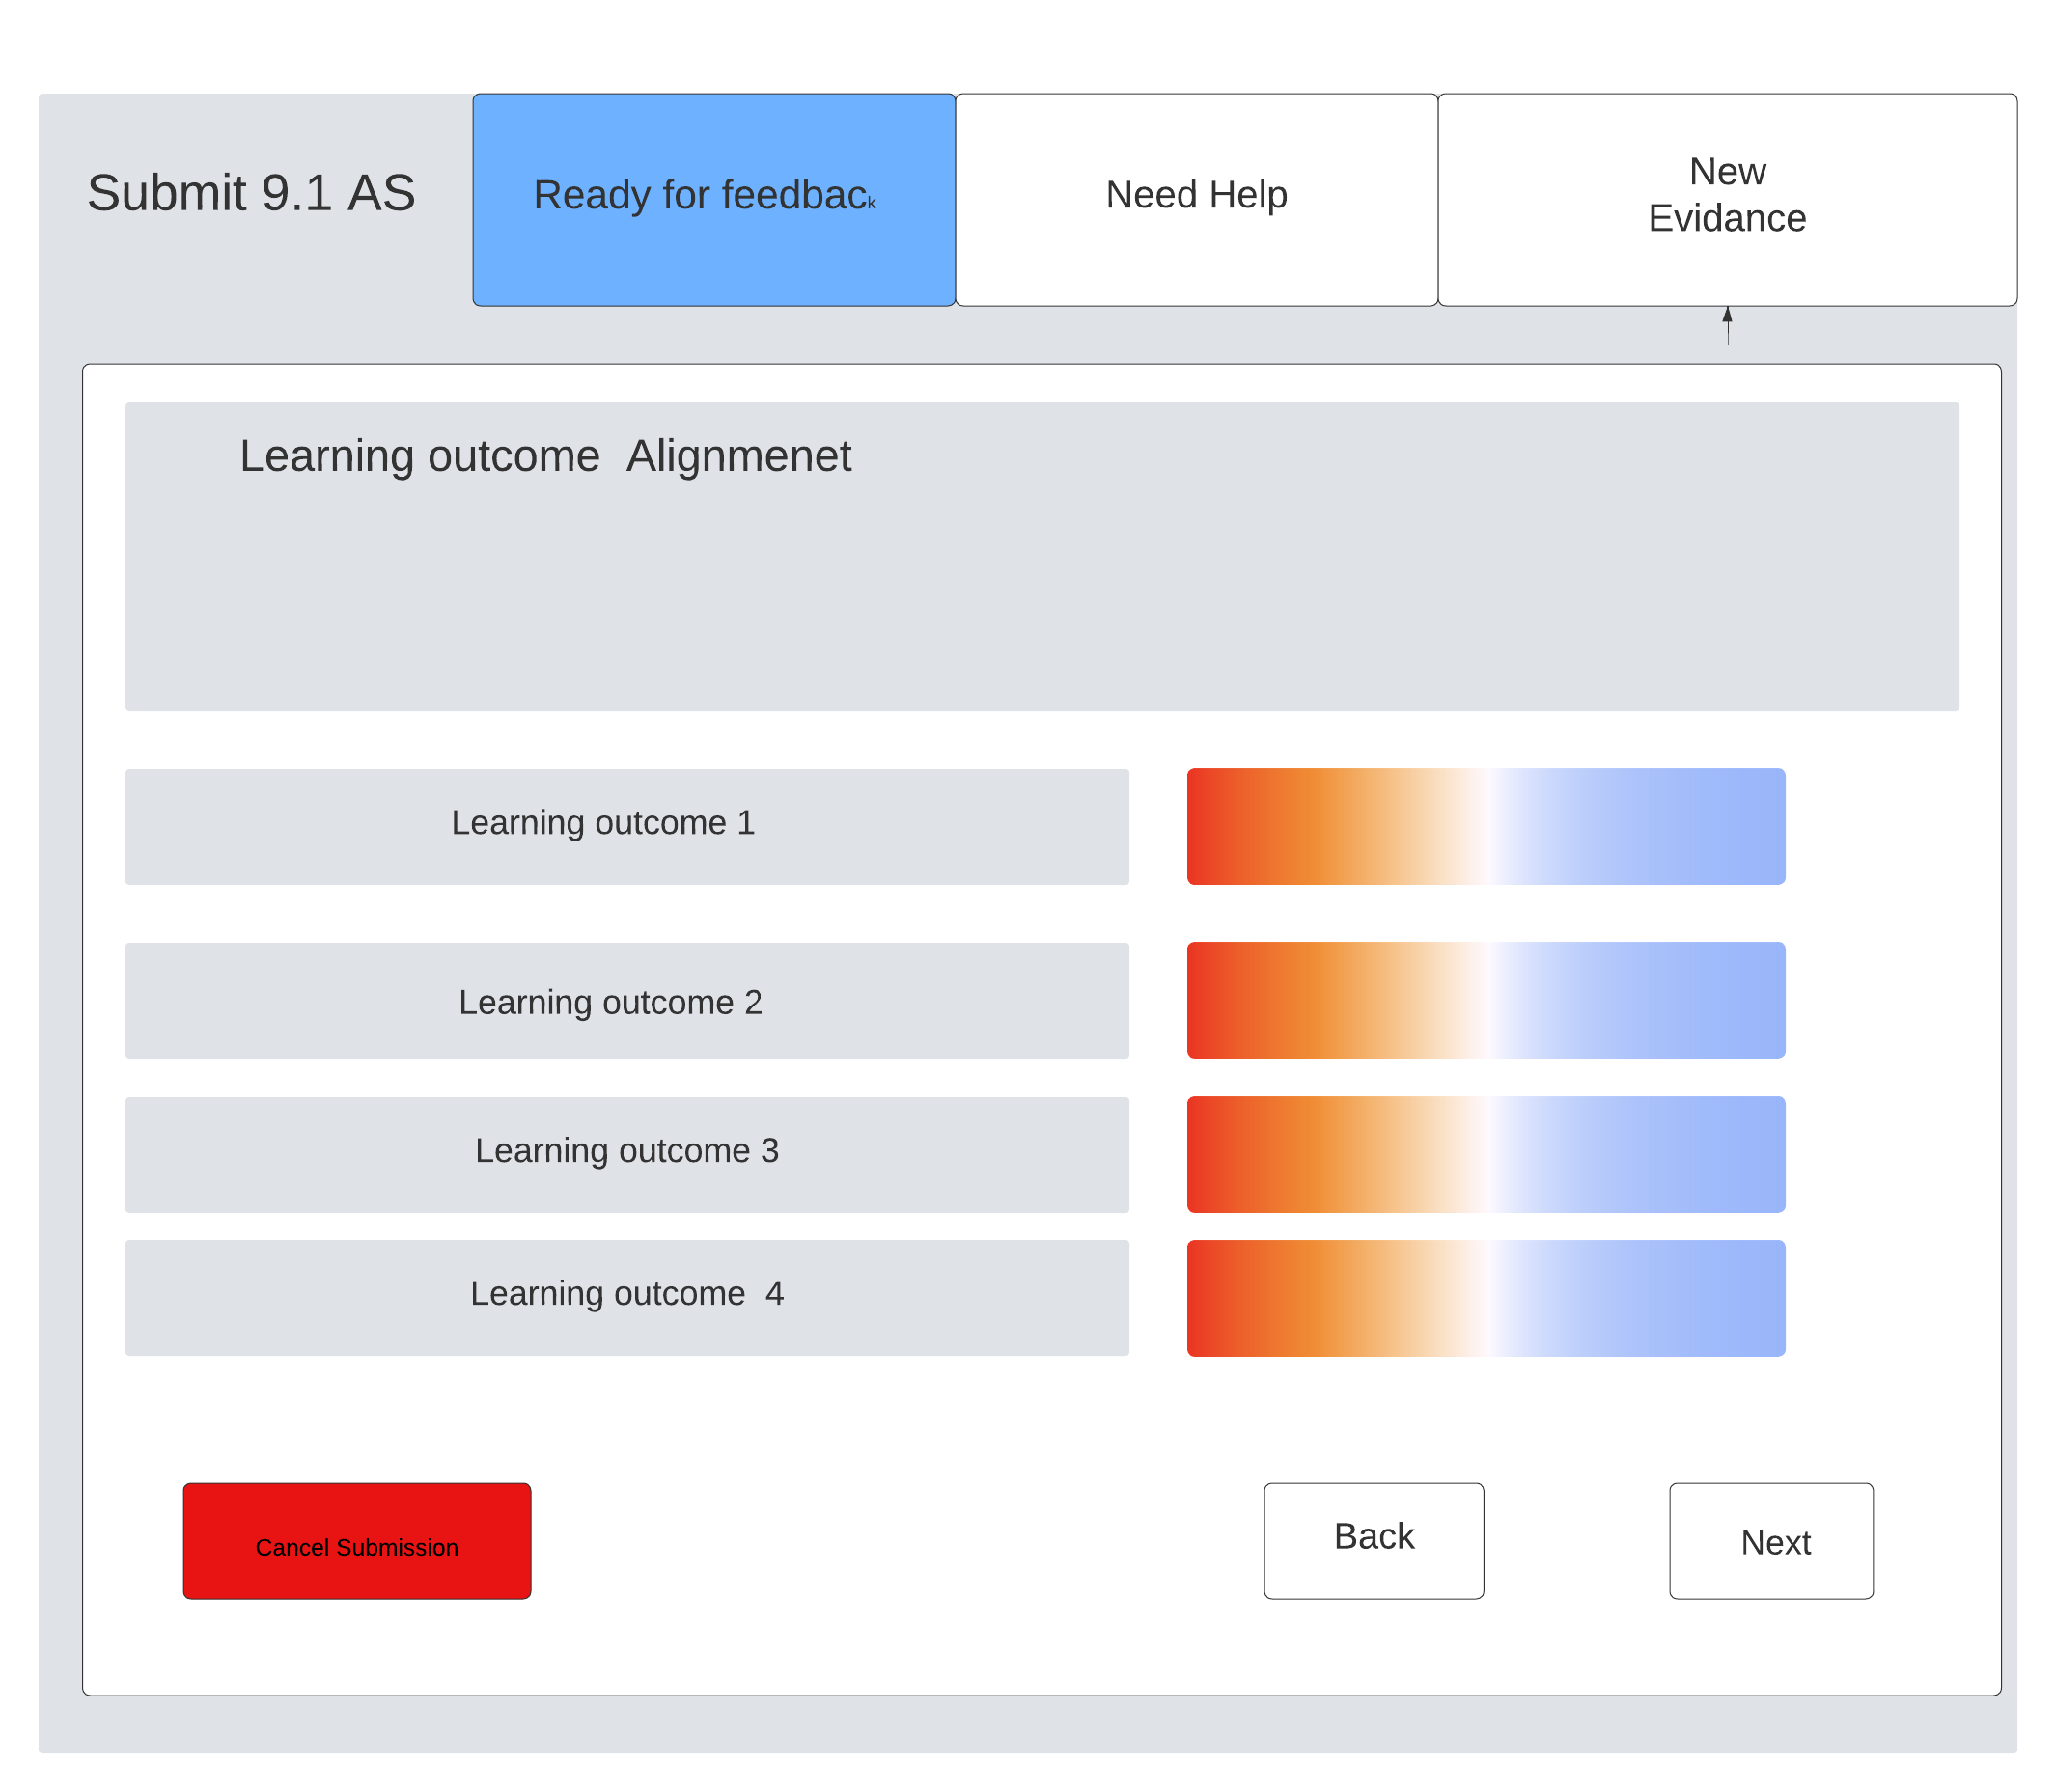 Submit 9.1 AS
Ready for feedback
Need Help
New
Evidance
Learning outcome  Alignmenet
Learning outcome 1
Learning outcome 2
Learning outcome 3
Learning outcome  4
Cancel Submission
Back
Next